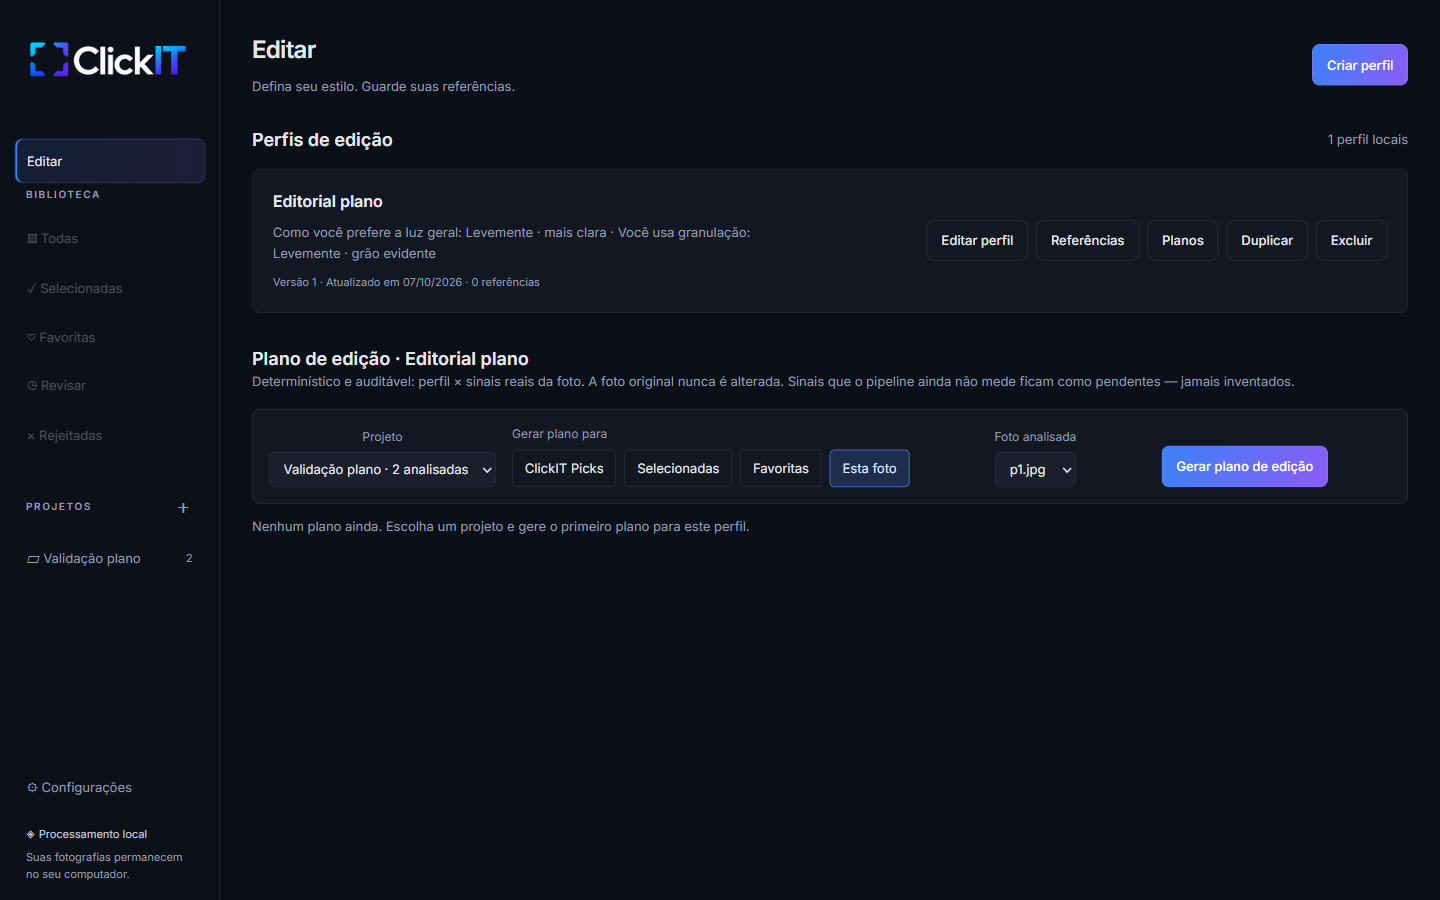 ClickIT
Editar
BIBLIOTECA
Todas
✓ Selecionadas
♡ Favoritas
◷ Revisar
× Rejeitadas
PROJETOS +
▱ Validação plano 2
⚙ Configurações
◈ Processamento local
Suas fotografias permanecem
no seu computador.
Editar
Defina seu estilo. Guarde suas referências.
Criar perfil
Perfis de edição
1 perfil locais
Editorial plano
Como você prefere a luz geral: Levemente · mais clara · Você usa granulação:
Levemente · grão evidente
Versão 1 · Atualizado em 07/10/2026 · 0 referências
Editar perfil
Referências
Planos
Duplicar
Excluir
Plano de edição · Editorial plano
Determinístico e auditável: perfil × sinais reais da foto. A foto original nunca é alterada. Sinais que o pipeline ainda não mede ficam como pendentes — jamais inventados.
Projeto
Validação plano · 2 analisadas
Gerar plano para
ClickIT Picks
Selecionadas
Favoritas
Esta foto
Foto analisada
p1.jpg
Gerar plano de edição
Nenhum plano ainda. Escolha um projeto e gere o primeiro plano para este perfil.